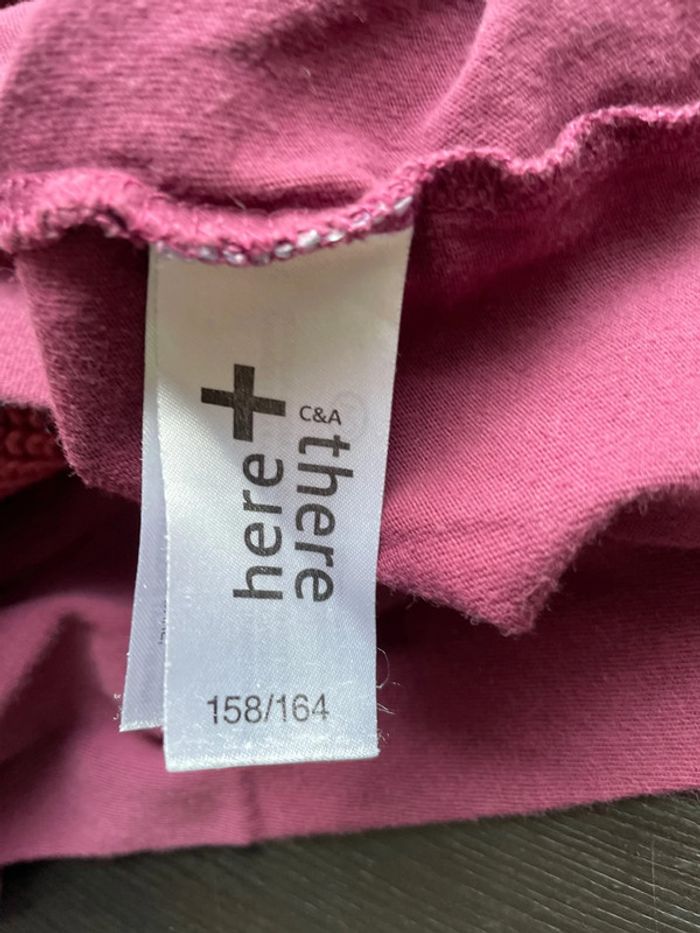 here +
there
C&A
158/164